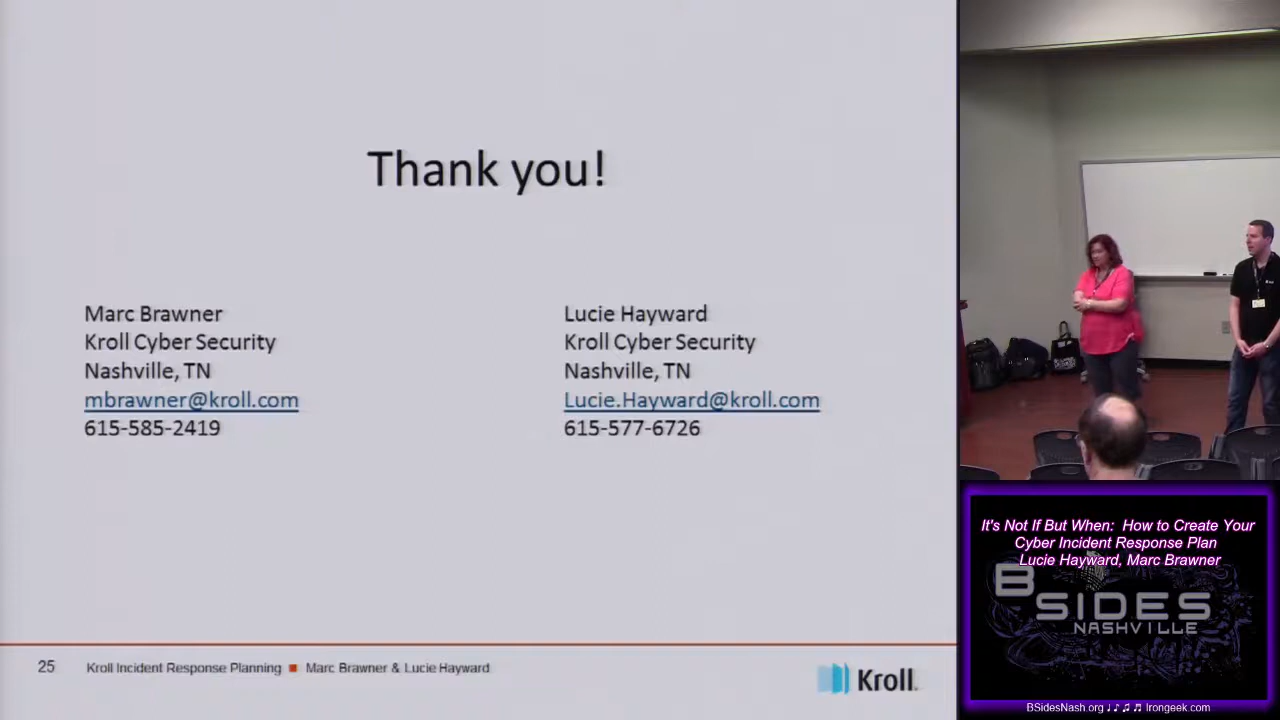 Thank you!
Marc Brawner
Kroll Cyber Security
Nashville, TN
mbrawner@kroll.com
615-585-2419
Lucie Hayward
Kroll Cyber Security
Nashville, TN
Lucie.Hayward@kroll.com
615-577-6726
25 Kroll Incident Response Planning ■ Marc Brawner & Lucie Hayward
Kroll
It's Not If But When: How to Create Your
Cyber Incident Response Plan
Lucie Hayward, Marc Brawner
BSIDES
NASHVILLE
BSidesNash.org ♩♪♫♬ Irongeek.com